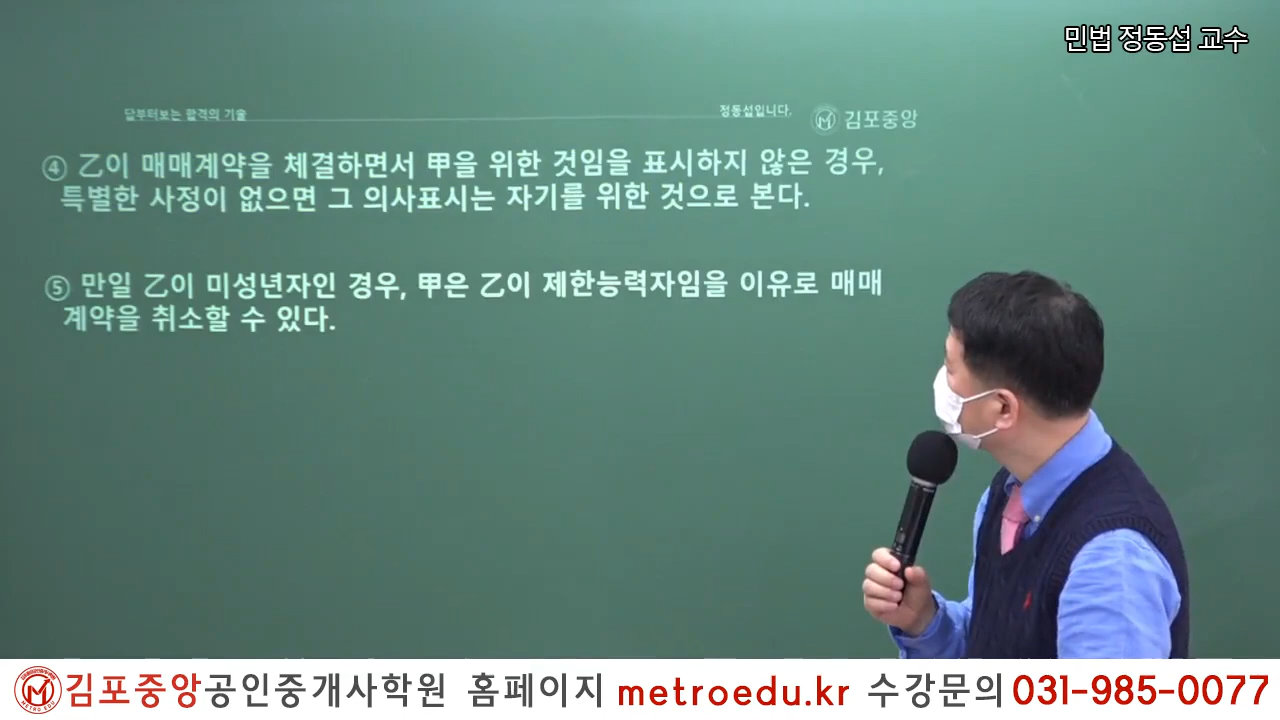 민법 정동섭 교수
답부터보는 합격의 기술
정동섭입니다.
김포중앙
④ 乙이 매매계약을 체결하면서 甲을 위한 것임을 표시하지 않은 경우,
특별한 사정이 없으면 그 의사표시는 자기를 위한 것으로 본다.
⑤ 만일 乙이 미성년자인 경우, 甲은 乙이 제한능력자임을 이유로 매매
계약을 취소할 수 있다.
김포중앙공인중개사학원 홈페이지 metroedu.kr 수강문의 031-985-0077
METRO EDU